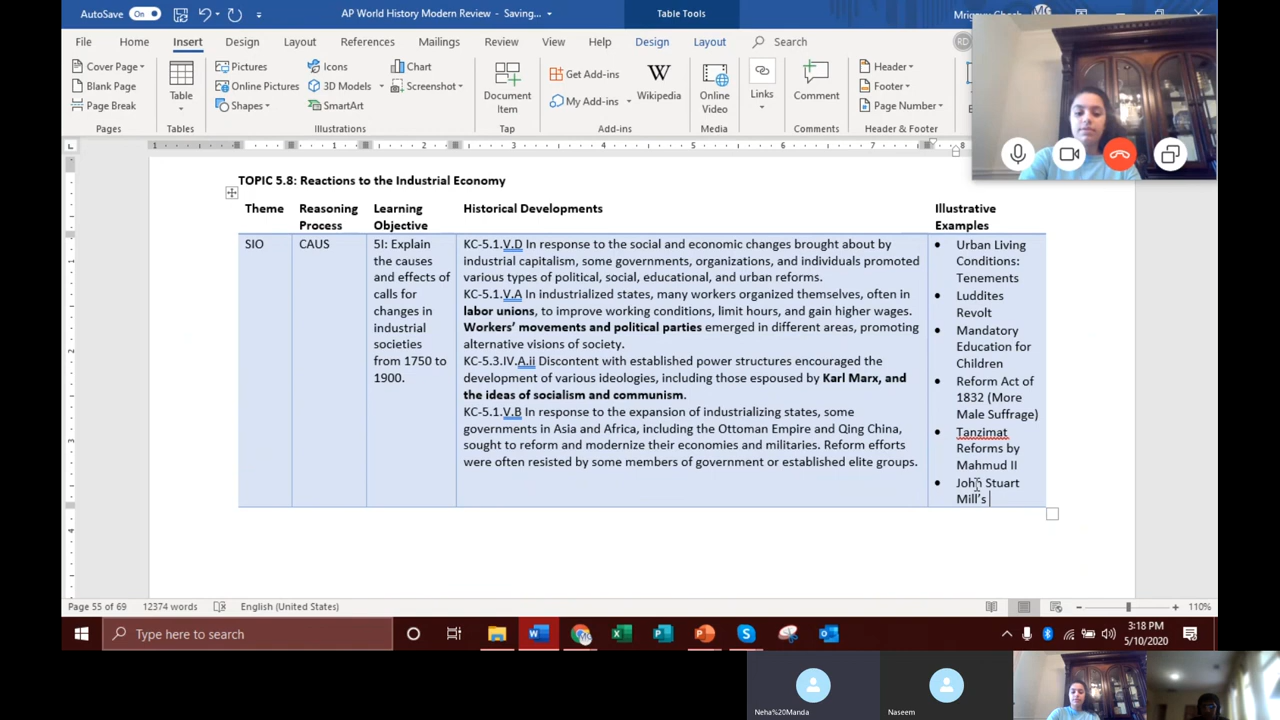 AutoSave On AP World History Modern Review - Saving... Table Tools
File Home Insert Design Layout References Mailings Review View Help Design Layout Search RD
Cover Page
Blank Page
Page Break
Pages
Table
Tables
Pictures
Online Pictures
Shapes
Icons
3D Models
SmartArt
Chart
Screenshot
Illustrations
Document
Item
Tap
Get Add-ins
My Add-ins
Wikipedia
Add-ins
Online
Video
Media
Links
Comment
Comments
Header
Footer
Page Number
Header & Footer
1 1 2 3 4 5 6 7 8
TOPIC 5.8: Reactions to the Industrial Economy
Theme
Reasoning
Process
Learning
Objective
Historical Developments
Illustrative
Examples
SIO
CAUS
5I: Explain
the causes
and effects of
calls for
changes in
industrial
societies
from 1750 to
1900.
KC-5.1.V.D In response to the social and economic changes brought about by
industrial capitalism, some governments, organizations, and individuals promoted
various types of political, social, educational, and urban reforms.
KC-5.1.V.A In industrialized states, many workers organized themselves, often in
labor unions, to improve working conditions, limit hours, and gain higher wages.
Workers' movements and political parties emerged in different areas, promoting
alternative visions of society.
KC-5.3.IV.A.ii Discontent with established power structures encouraged the
development of various ideologies, including those espoused by Karl Marx, and
the ideas of socialism and communism.
KC-5.1.V.B In response to the expansion of industrializing states, some
governments in Asia and Africa, including the Ottoman Empire and Qing China,
sought to reform and modernize their economies and militaries. Reform efforts
were often resisted by some members of government or established elite groups.
• Urban Living
Conditions:
Tenements
• Luddites
Revolt
• Mandatory
Education for
Children
• Reform Act of
1832 (More
Male Suffrage)
• Tanzimat
Reforms by
Mahmud II
• John Stuart
Mill's
Page 55 of 69 12374 words English (United States) 110%
Type here to search
3:18 PM
5/10/2020
Neha%20Manda
Naseem